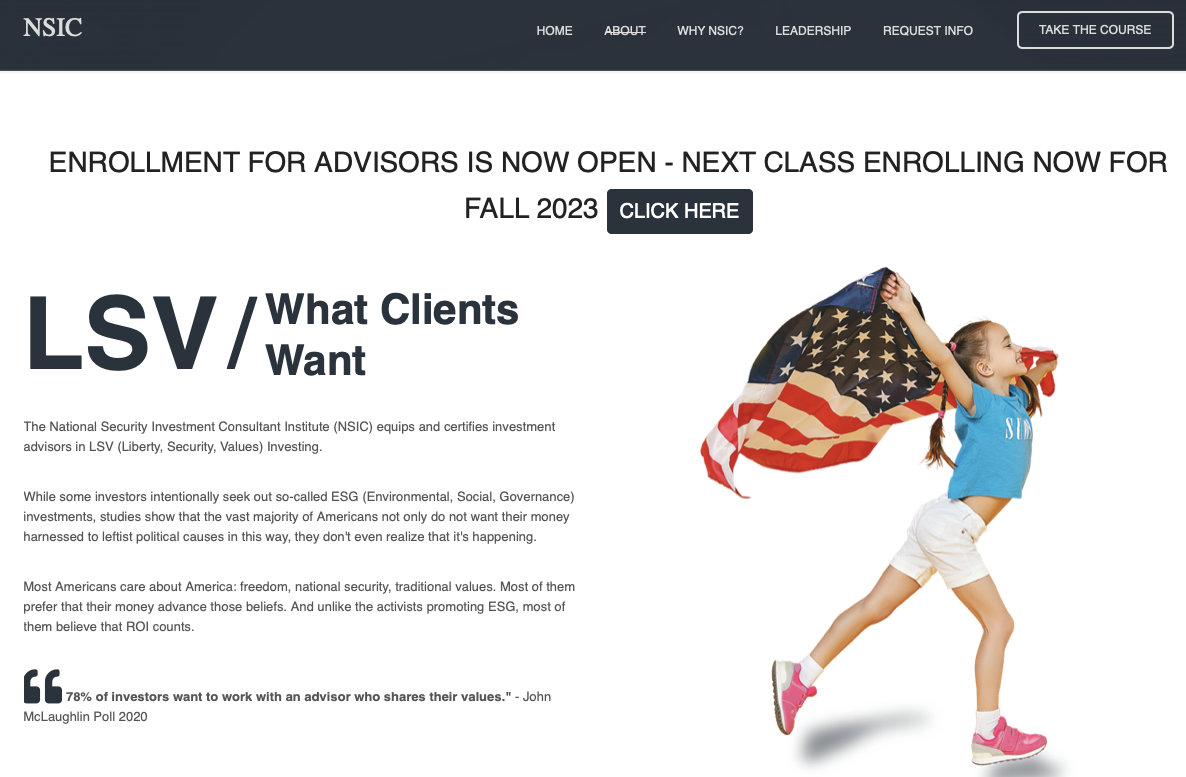 NSIC
HOME ABOUT WHY NSIC? LEADERSHIP REQUEST INFO TAKE THE COURSE
ENROLLMENT FOR ADVISORS IS NOW OPEN - NEXT CLASS ENROLLING NOW FOR
FALL 2023 CLICK HERE
LSV / What Clients
Want
The National Security Investment Consultant Institute (NSIC) equips and certifies investment
advisors in LSV (Liberty, Security, Values) Investing.
While some investors intentionally seek out so-called ESG (Environmental, Social, Governance)
investments, studies show that the vast majority of Americans not only do not want their money
harnessed to leftist political causes in this way, they don't even realize that it's happening.
Most Americans care about America: freedom, national security, traditional values. Most of them
prefer that their money advance those beliefs. And unlike the activists promoting ESG, most of
them believe that ROI counts.
“ 78% of investors want to work with an advisor who shares their values." - John
McLaughlin Poll 2020